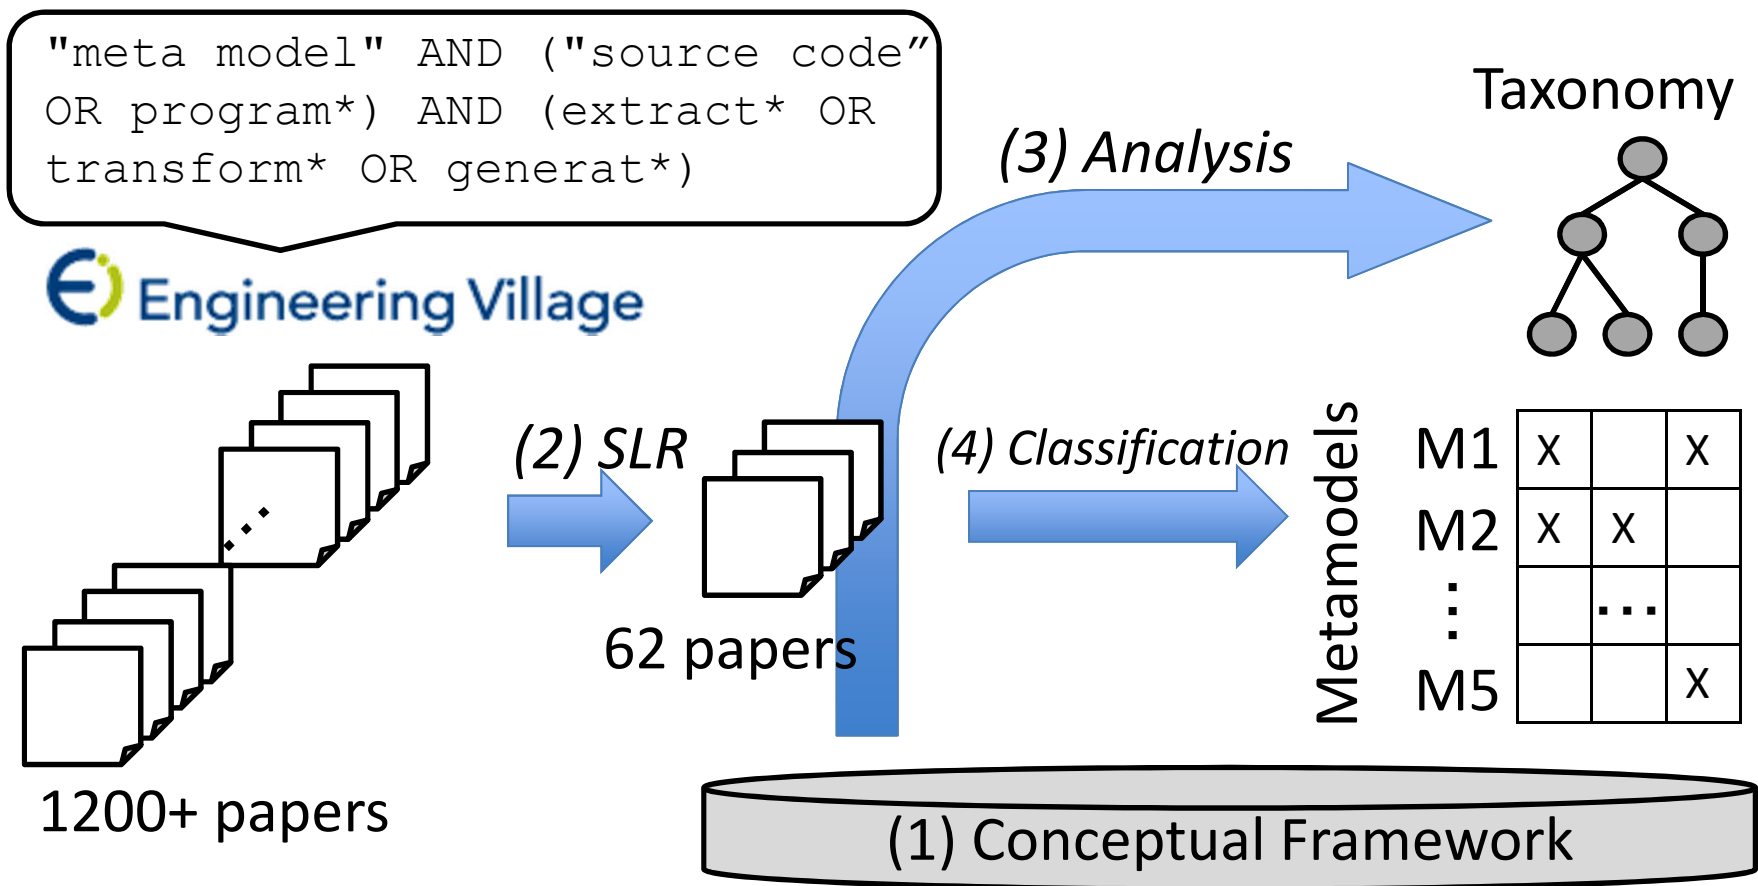 "meta model" AND ("source code”
OR program*) AND (extract* OR
transform* OR generat*)
Engineering Village
1200+ papers
(2) SLR
62 papers
(3) Analysis
Taxonomy
(4) Classification
Metamodels
M1 X X
M2 X X
⋮ ...
M5 X
(1) Conceptual Framework